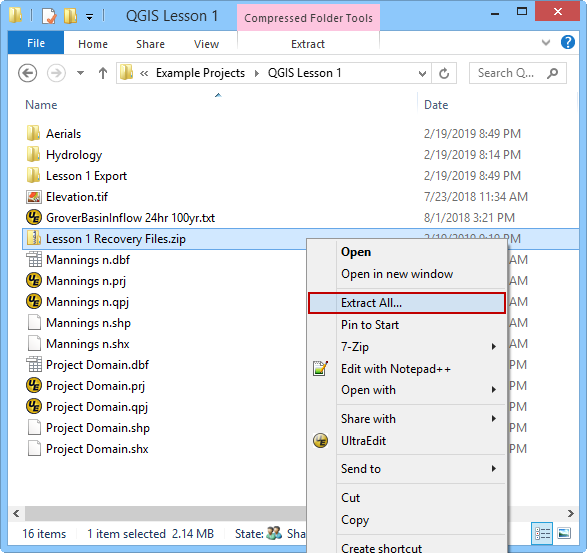 QGIS Lesson 1
Compressed Folder Tools
File Home Share View Extract
Example Projects QGIS Lesson 1 Search Q...
Name
Aerials 2/19/2019 8:49 PM
Hydrology 2/19/2019 8:14 PM
Lesson 1 Export 2/19/2019 8:49 PM
Elevation.tif 7/23/2018 11:34 AM
GroverBasinInflow 24hr 100yr.txt 8/1/2018 3:21 PM
Lesson 1 Recovery Files.zip
Open
Mannings n.dbf AM
Open in new window
Mannings n.prj AM
Mannings n.qpj AM
Extract All...
Mannings n.shp AM
Pin to Start
Mannings n.shx AM
7-Zip
Project Domain.dbf PM
Edit with Notepad++
Project Domain.prj PM
Open with
Project Domain.qpj PM
Share with
Project Domain.shp PM
UltraEdit
Project Domain.shx PM
Send to
Cut
Copy
16 items 1 item selected 2.14 MB State: Sha
Create shortcut